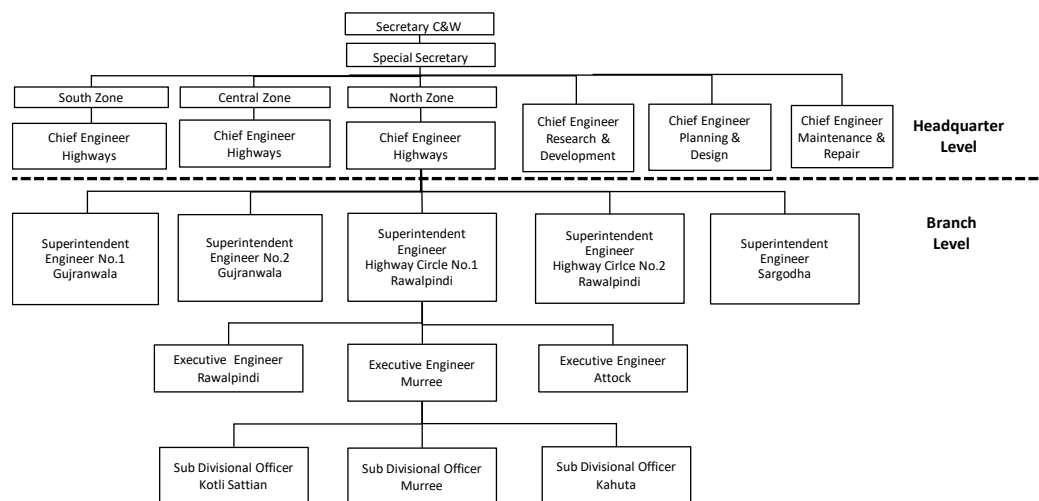 Secretary C&W
Special Secretary
South Zone
Central Zone
North Zone
Chief Engineer
Highways
Chief Engineer
Highways
Chief Engineer
Highways
Chief Engineer
Research &
Development
Chief Engineer
Planning &
Design
Chief Engineer
Maintenance &
Repair
Headquarter
Level
Branch
Level
Superintendent
Engineer No.1
Gujranwala
Superintendent
Engineer No.2
Gujranwala
Superintendent
Engineer
Highway Circle No.1
Rawalpindi
Superintendent
Engineer
Highway Cirlce No.2
Rawalpindi
Superintendent
Engineer
Sargodha
Executive Engineer
Rawalpindi
Executive Engineer
Murree
Executive Engineer
Attock
Sub Divisional Officer
Kotli Sattian
Sub Divisional Officer
Murree
Sub Divisional Officer
Kahuta